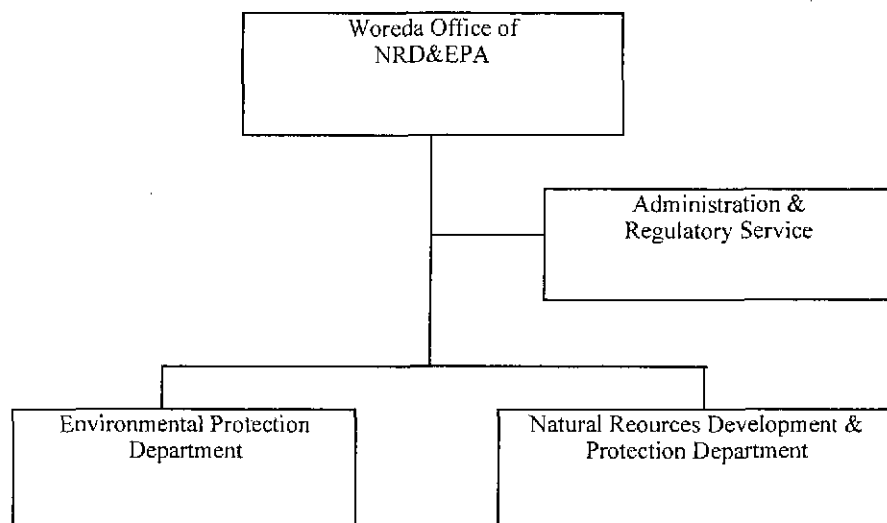 Woreda Office of
NRD&EPA
Administration &
Regulatory Service
Environmental Protection
Department
Natural Reources Development &
Protection Department